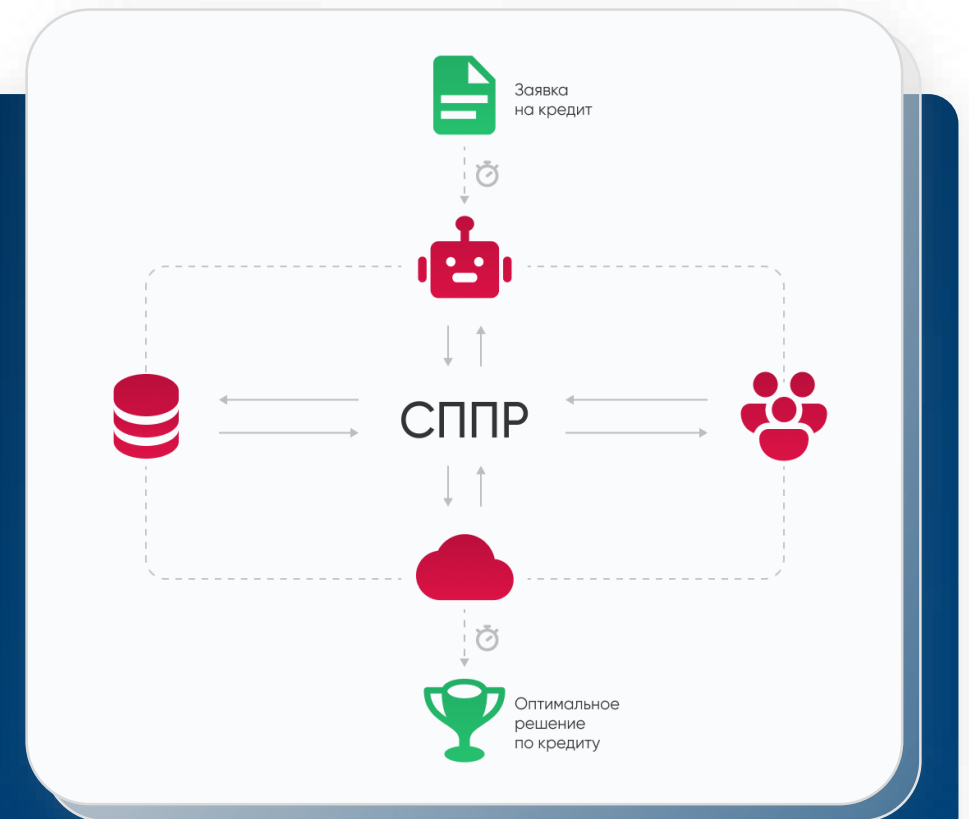 Заявка
на кредит
СППР
Оптимальное
решение
по кредиту